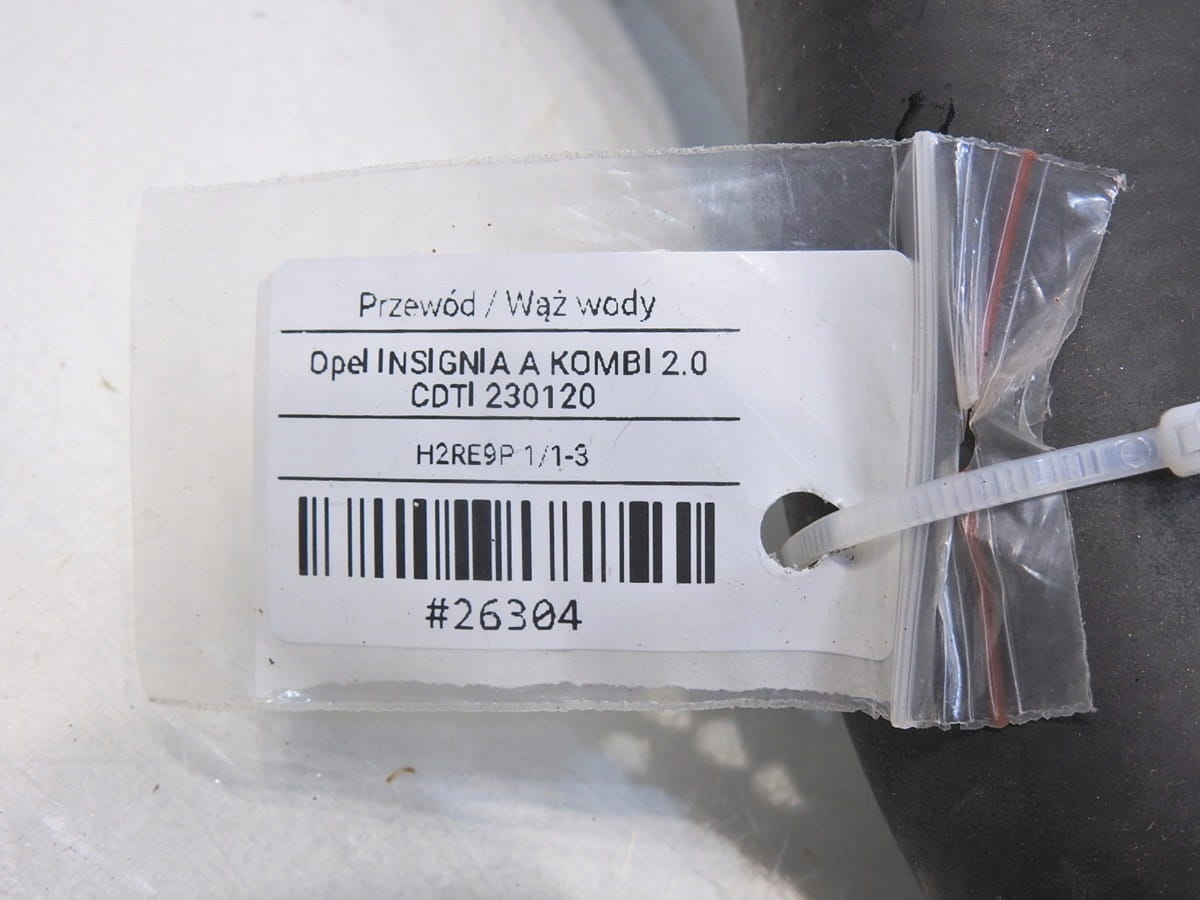 Przewód / Wąż wody
Opel INSIGNIA A KOMBI 2.0
CDTI 230120
H2RE9P 1/1-3
#26304